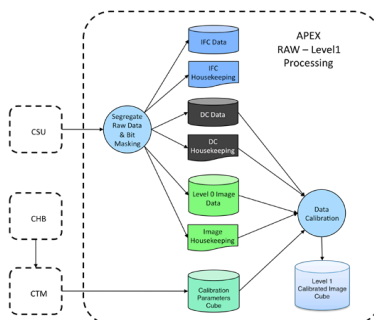 APEX
RAW – Level1
Processing
IFC Data
IFC
Housekeeping
CSU
Segregate
Raw Data
& Bit
Masking
DC Data
DC
Housekeeping
Level 0 Image
Data
CHB
Data
Calibration
Image
Housekeeping
CTM
Calibration
Parameters
Cube
Level 1
Calibrated Image
Cube